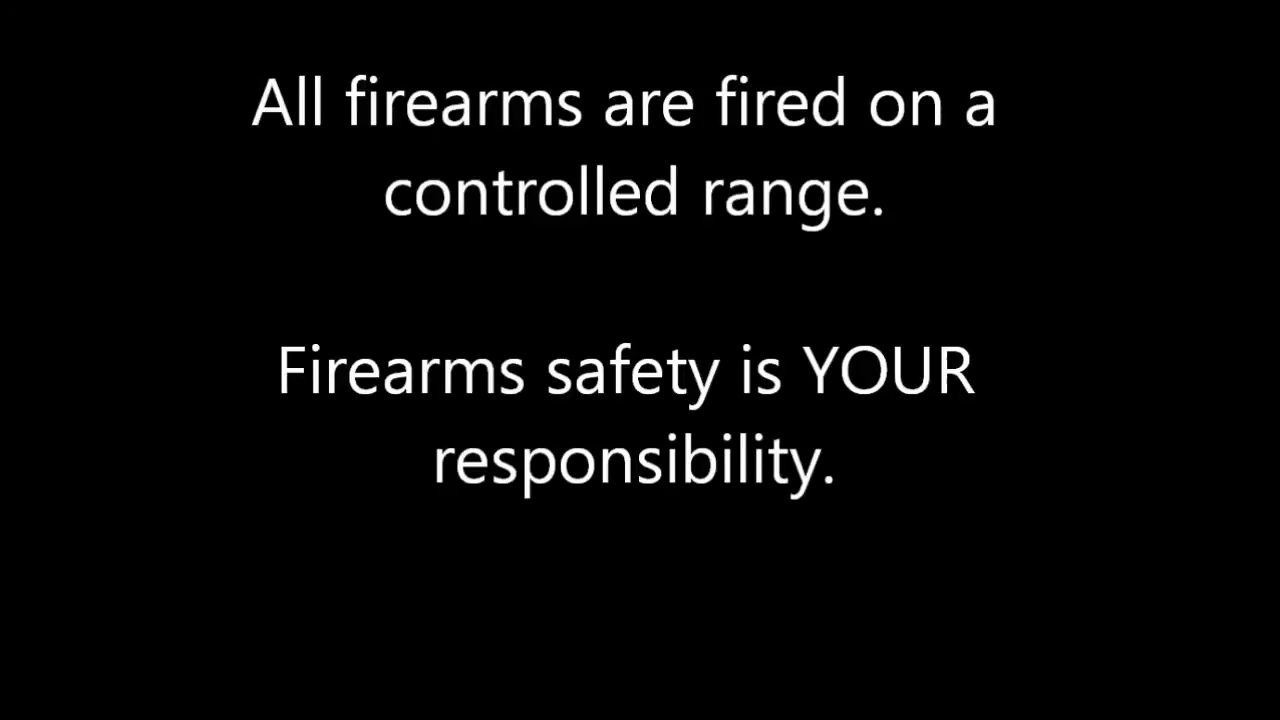 All firearms are fired on a
controlled range.
Firearms safety is YOUR
responsibility.